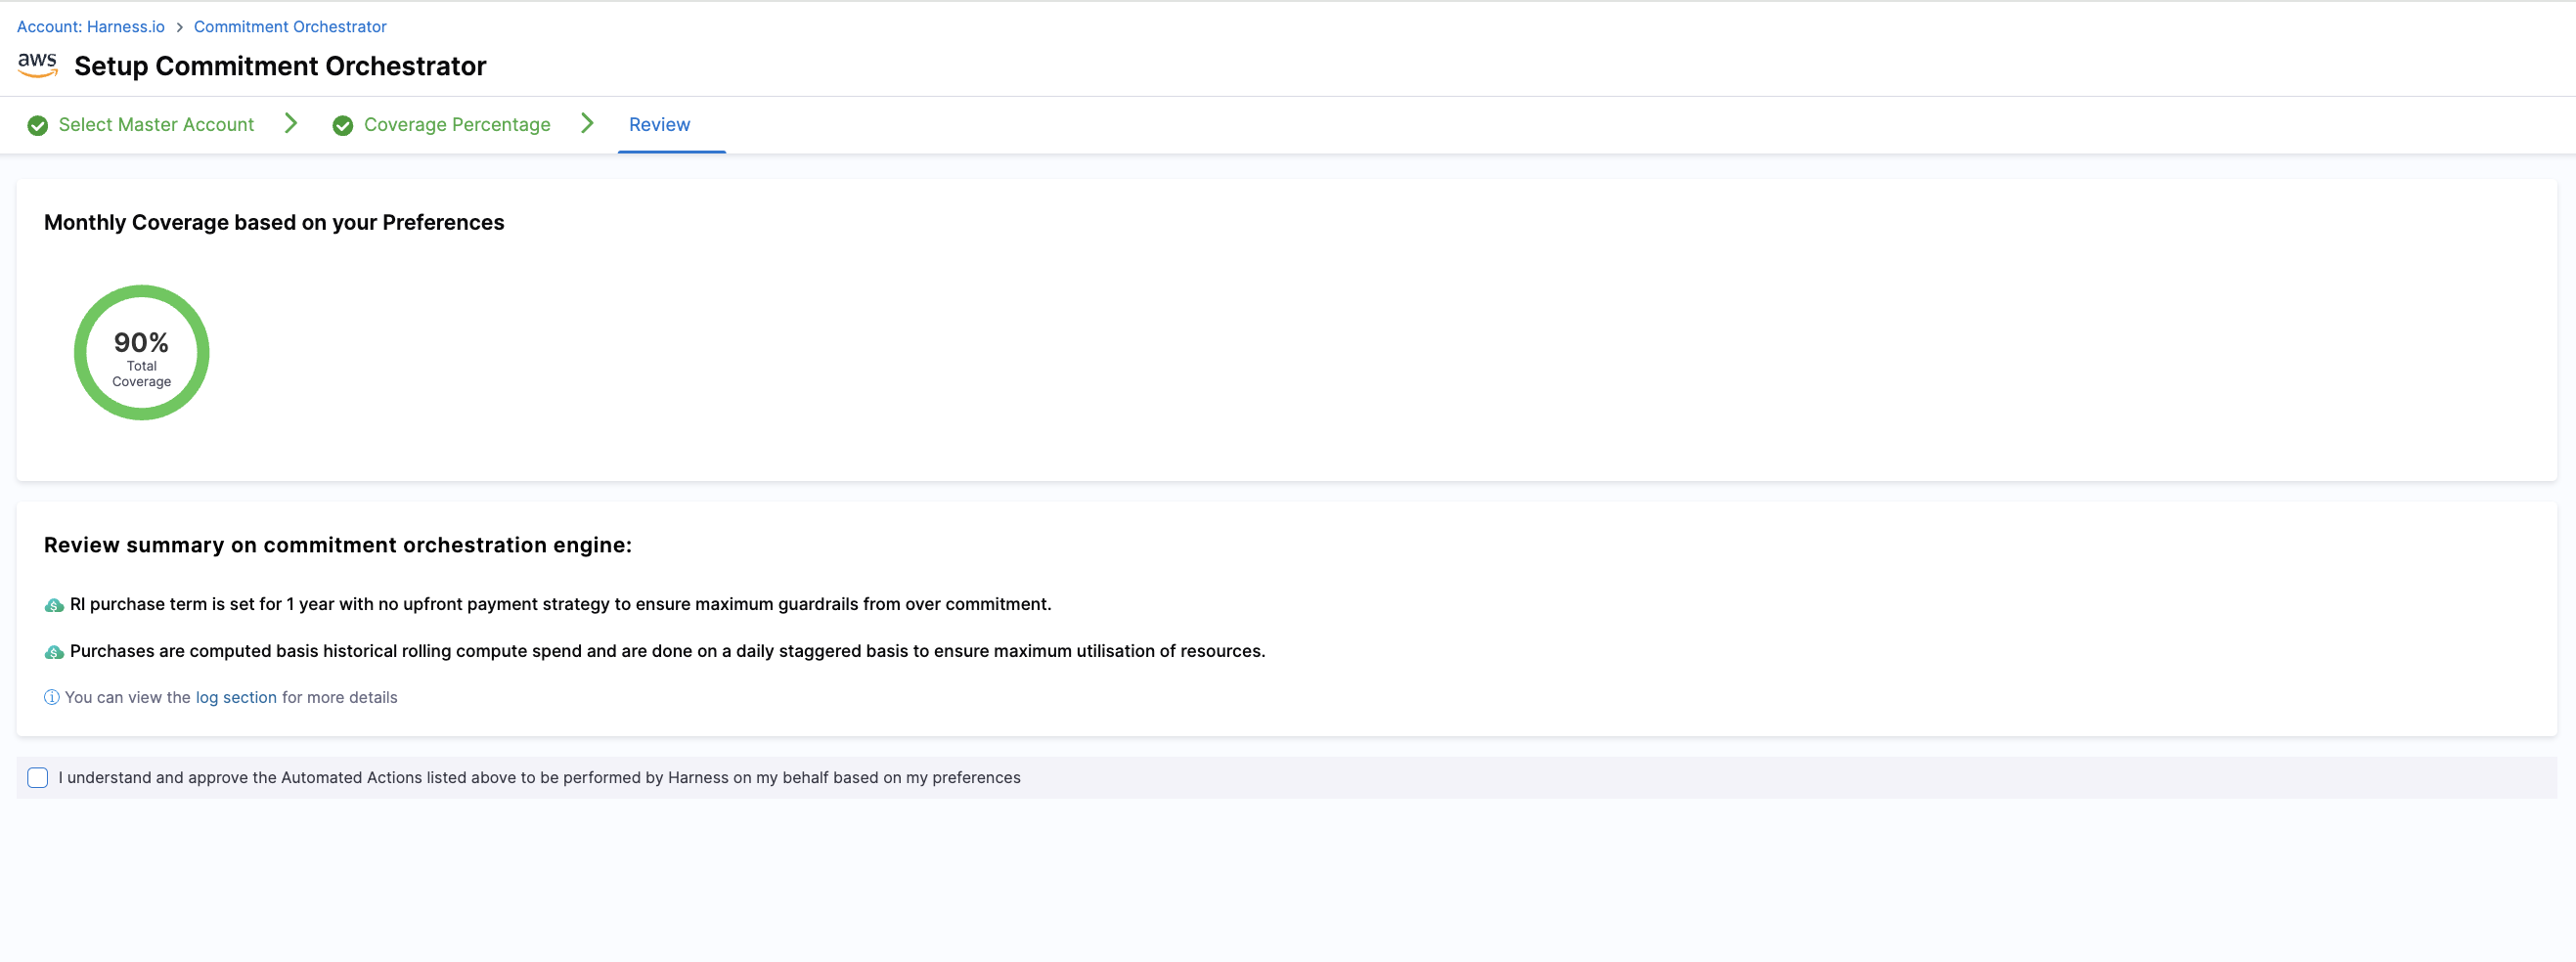 Account: Harness.io > Commitment Orchestrator
aws Setup Commitment Orchestrator
Select Master Account > Coverage Percentage > Review
Monthly Coverage based on your Preferences
90%
Total
Coverage
Review summary on commitment orchestration engine:
RI purchase term is set for 1 year with no upfront payment strategy to ensure maximum guardrails from over commitment.
Purchases are computed basis historical rolling compute spend and are done on a daily staggered basis to ensure maximum utilisation of resources.
You can view the log section for more details
I understand and approve the Automated Actions listed above to be performed by Harness on my behalf based on my preferences